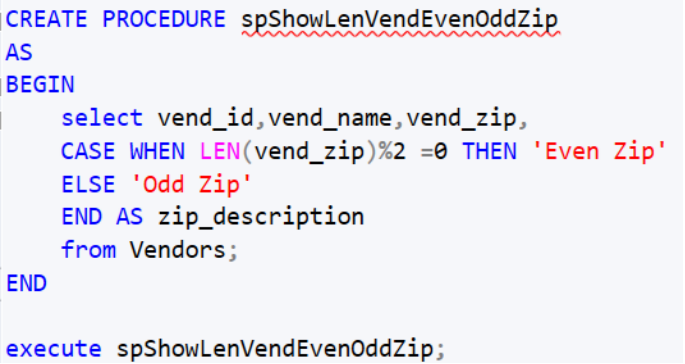 CREATE PROCEDURE spShowLenVendEvenOddZip
AS
BEGIN
    select vend_id,vend_name,vend_zip,
    CASE WHEN LEN(vend_zip)%2 =0 THEN 'Even Zip'
    ELSE 'Odd Zip'
    END AS zip_description
    from Vendors;
END

execute spShowLenVendEvenOddZip;